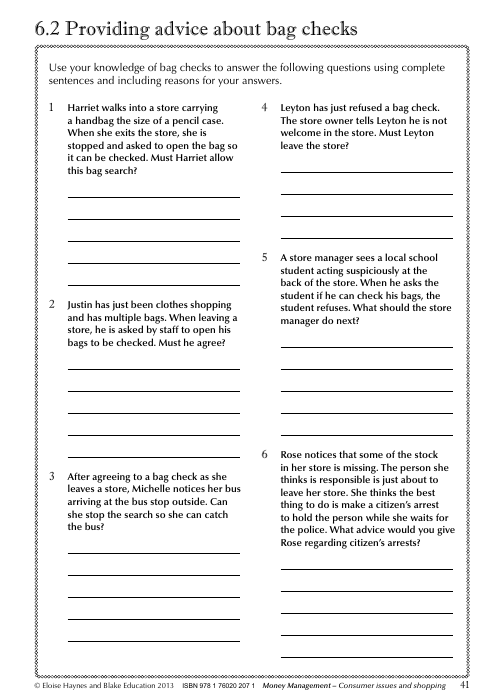 6.2 Providing advice about bag checks
Use your knowledge of bag checks to answer the following questions using complete
sentences and including reasons for your answers.
1 Harriet walks into a store carrying
a handbag the size of a pencil case.
When she exits the store, she is
stopped and asked to open the bag so
it can be checked. Must Harriet allow
this bag search?
2 Justin has just been clothes shopping
and has multiple bags. When leaving a
store, he is asked by staff to open his
bags to be checked. Must he agree?
3 After agreeing to a bag check as she
leaves a store, Michelle notices her bus
arriving at the bus stop outside. Can
she stop the search so she can catch
the bus?
4 Leyton has just refused a bag check.
The store owner tells Leyton he is not
welcome in the store. Must Leyton
leave the store?
5 A store manager sees a local school
student acting suspiciously at the
back of the store. When he asks the
student if he can check his bags, the
student refuses. What should the store
manager do next?
6 Rose notices that some of the stock
in her store is missing. The person she
thinks is responsible is just about to
leave her store. She thinks the best
thing to do is make a citizen's arrest
to hold the person while she waits for
the police. What advice would you give
Rose regarding citizen's arrests?
© Eloise Haynes and Blake Education 2013 ISBN 978 1 76020 207 1 Money Management – Consumer issues and shopping 41